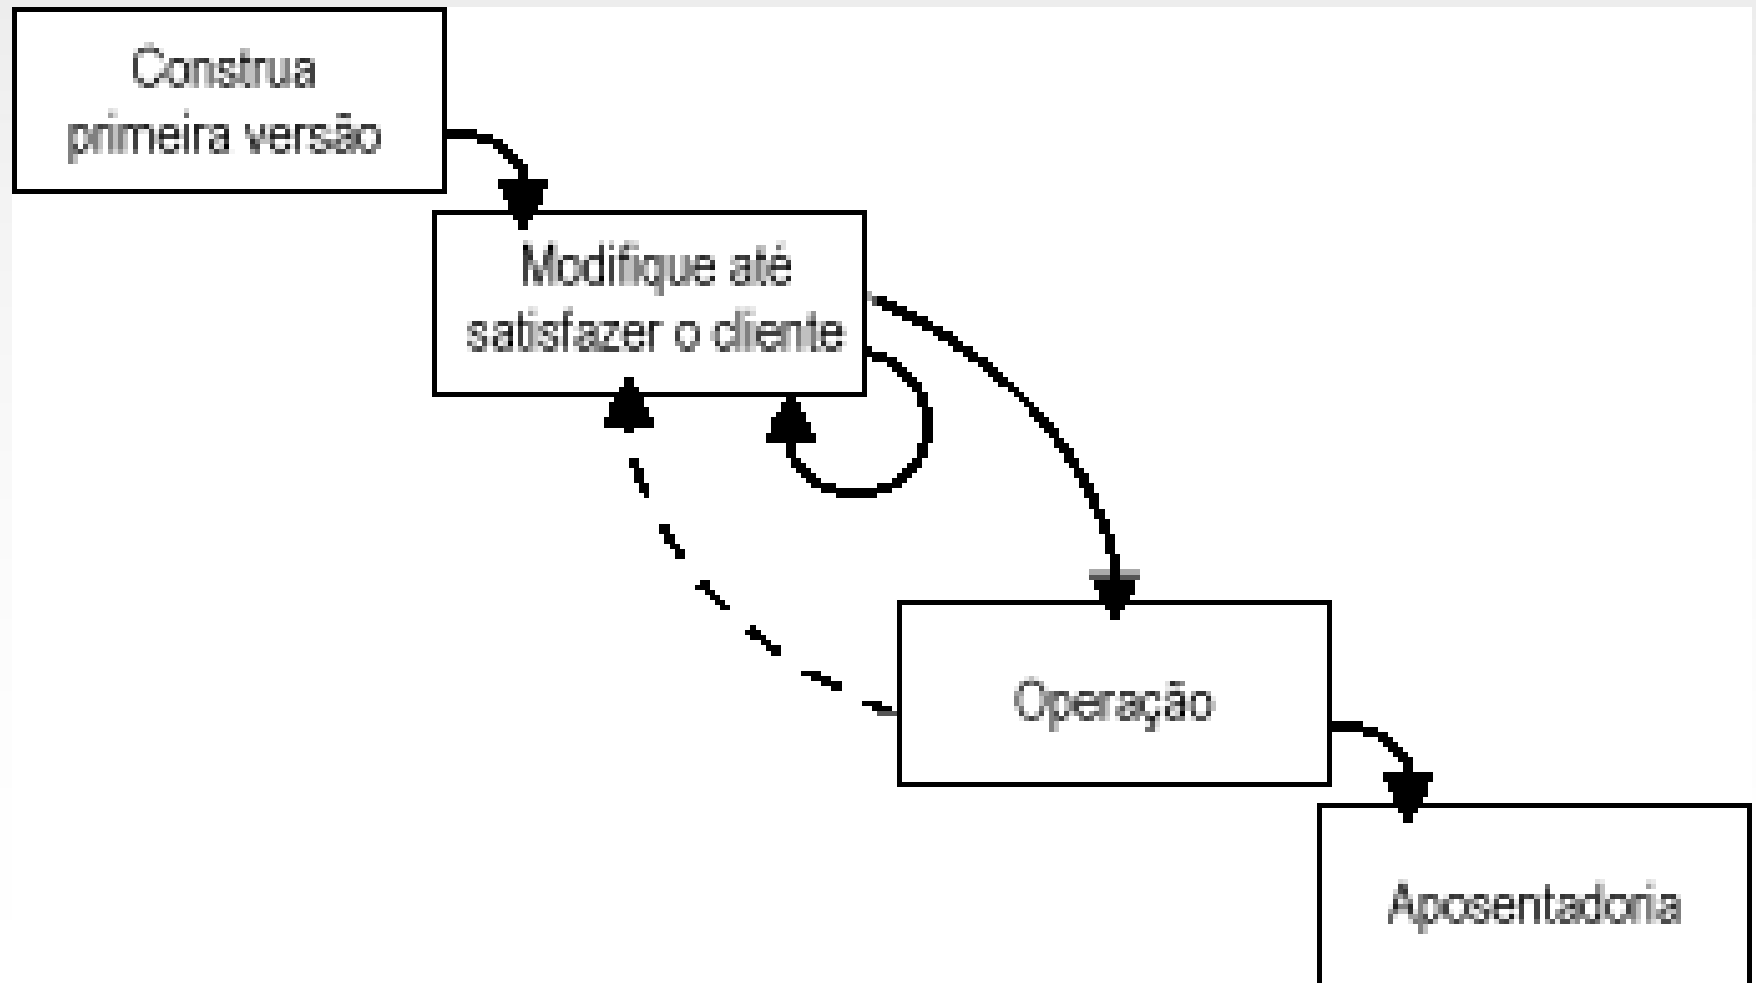 Construa
primeira versão
Modifique até
satisfazer o cliente
Operação
Aposentadoria